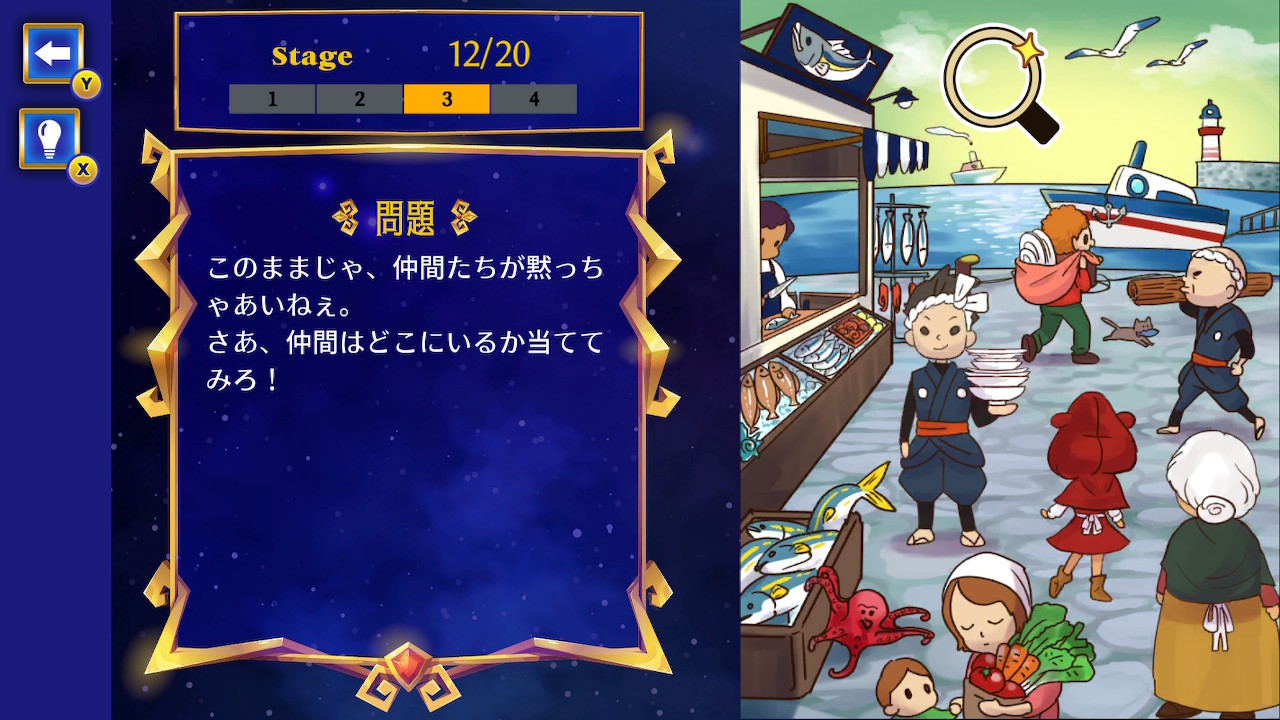 Y
X
Stage 12/20
1 2 3 4
問題
このままじゃ、仲間たちが黙っち
ゃあいねぇ。
さあ、仲間はどこにいるか当てて
みろ！